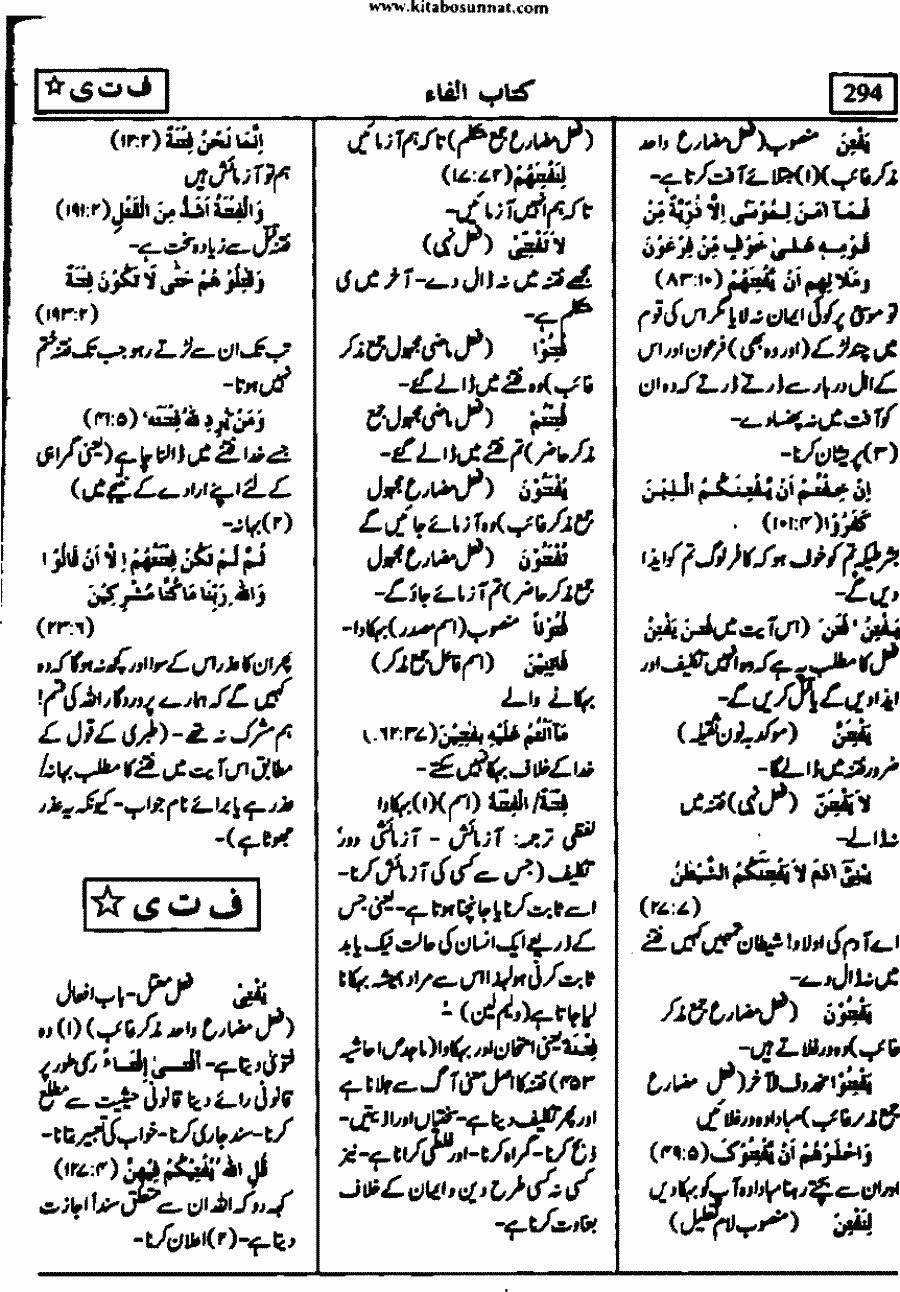 www.kitabosunnat.com
294
کتاب الفاء
ف ت ی ☆
يَفْتِنَ منصوب (فعل مضارع واحد
مذکر غائب) (۱) مبتلائے آفت کرتا ہے۔
فَمَآ اٰمَنَ لِمُوْسٰٓی اِلَّا ذُرِّیَّةٌ مِّنْ
قَوْمِهٖ عَلٰی خَوْفٍ مِّنْ فِرْعَوْنَ
وَمَلَائِهِم اَنْ يَّفْتِنَهُمْ (۸۳:۱۰)
تو موسیٰ پر کوئی ایمان نہ لایا مگر اس کی قوم
میں چند لڑکے (اور وہ بھی) فرعون اور اس
کے اہل دربار سے ڈرتے ڈرتے کہ وہ ان
کو آفت میں نہ پھنسا دے۔
(۳) پریشان کرنا۔
اِنْ خِفْتُمْ اَنْ يَّفْتِنَكُمُ الَّذِيْنَ
كَفَرُوْا (۱۰۱:۴)
بشرطیکہ تم کو خوف ہو کہ کافر لوگ تم کو ایذا
دیں گے۔
يَفْتِنُ، فَتَنَ (اس آیت میں فَتَنَ يَفْتِنُ
فعل کا مطلب یہ ہے کہ وہ انہیں تکلیف اور
ایذا دیں گے یا قتل کریں گے۔
يَفْتِنَنَّ (موکد بہ نون ثقیلہ)
ضرور فتنہ میں ڈالے گا۔
لَا يَفْتِنَنَّ (فعل نہی) فتنہ میں
نہ ڈالے۔
يٰبَنِيْٓ اٰدَمَ لَا يَفْتِنَنَّكُمُ الشَّيْطٰنُ
(۲۷:۷)
اے آدم کی اولاد! شیطان تمہیں کہیں فتنے
میں نہ ڈال دے۔
يَفْتِنُوْنَ (فعل مضارع جمع مذکر
غائب) وہ ورغلاتے ہیں۔
يَفْتِنُوْا محذوف الآخر (فعل مضارع
جمع مذکر غائب) مبادا وہ ورغلائیں
وَاحْذَرْهُمْ اَنْ يَّفْتِنُوْكَ (۴۹:۵)
اور ان سے بچتے رہنا مبادا وہ آپ کو بہکا دیں
لِنَفْتِنَ (منصوب لام تعلیل)
(فعل مضارع جمع متکلم) تا کہ ہم آزمائیں
لِنَفْتِنَهُمْ (۱۷:۷۲)
تا کہ ہم انہیں آزمائیں۔
لَا تَفْتِنِّيْ (فعل نہی)
مجھے فتنہ میں نہ ڈال دے۔ آخر میں ی
متکلم ہے۔
فُتِنُوْا (فعل ماضی مجہول جمع مذکر
غائب) وہ فتنے میں ڈالے گئے۔
فُتِنْتُمْ (فعل ماضی مجہول جمع
مذکر حاضر) تم فتنے میں ڈالے گئے۔
يُفْتَنُوْنَ (فعل مضارع مجہول
جمع مذکر غائب) وہ آزمائے جائیں گے
تُفْتَنُوْنَ (فعل مضارع مجہول
جمع مذکر حاضر) تم آزمائے جاؤ گے۔
فُتُوْنًا منصوب (اسم مصدر) بہکاوا۔
فَاتِنِيْنَ (اسم فاعل جمع مذکر)
بہکانے والے
مَآ اَنْتُمْ عَلَيْهِ بِفٰتِنِيْنَ (۱۶۲:۳۷)
خدا کے خلاف بہکا نہیں سکتے۔
فِتْنَةٌ / الْفِتْنَةُ (اسم) (۱) بہکاوا
لفظی ترجمہ: آزمائش - آزمائشی دور
تکلیف (جس سے کسی کی آزمائش کرنا۔
اسے ثابت کرنا یا جانچنا ہوتا ہے۔ یعنی جس
کے ذریعے ایک انسان کی حالت نیک یا بد
ثابت کرنی ہو لہذا اس سے مراد ہمیشہ بہکانا
لیا جاتا ہے (ولیم لین) -
فِتْنَة یعنی امتحان اور بہکاوا (ماجدص حاشیہ
۳۵۳) فتنہ کا اصل معنی آگ سے جلانا ہے
اور پھر تکلیف دینا ہے۔ سختیاں اور اذیتیں۔
ذبح کرنا۔ گمراہ کرنا۔ اور غلطی کرانا ہے۔ نیز
کسی نہ کسی طرح دین و ایمان کے خلاف
بغاوت کرنا ہے۔
اِنَّمَا نَحْنُ فِتْنَةٌ (۱۰۲:۲)
ہم تو آزمائش ہیں
وَالْفِتْنَةُ اَشَدُّ مِنَ الْقَتْلِ (۱۹۱:۲)
فتنہ قتل سے زیادہ سخت ہے۔
وَقٰتِلُوْهُمْ حَتّٰى لَا تَكُوْنَ فِتْنَةٌ
(۱۹۳:۲)
تب تک ان سے لڑتے رہو جب تک فتنہ ختم
نہیں ہوتا۔
وَمَنْ يُّرِدِ اللّٰهُ فِتْنَتَهٗ (۴۱:۵)
جسے خدا فتنے میں ڈالنا چاہے (یعنی گمراہی
کے لئے اپنے ارادے کے نتیجے میں)
(۲) بہانہ۔
ثُمَّ لَمْ تَكُنْ فِتْنَتُهُمْ اِلَّا اَنْ قَالُوْا
وَاللّٰهِ رَبِّنَا مَا كُنَّا مُشْرِكِيْنَ
(۲۳:۶)
پھر ان کا عذر اس کے سوا اور کچھ نہ ہوگا کہ وہ
کہیں گے کہ ہمارے پروردگار اللہ کی قسم!
ہم مشرک نہ تھے۔ (طبری کے قول کے
مطابق اس آیت میں فتنے کا مطلب بہانہ/
عذر ہے یا برائے نام جواب۔ کیونکہ یہ عذر
جھوٹا ہے)۔
ف ت ی ☆
يُفْتِيْ فعل معتل۔ باب افعال
(فعل مضارع واحد مذکر غائب) (۱) وہ
فتویٰ دیتا ہے۔ اَفْتٰی اِفْتَاءً رسمی طور پر
قانونی رائے دینا قانونی حیثیت سے مطلع
کرنا۔ سند جاری کرنا۔ خواب کی تعبیر بتانا۔
قُلِ اللّٰهُ يُفْتِيْكُمْ فِيْهِنَّ (۱۲۷:۴)
کہہ دو کہ اللہ ان سے متعلق سنداً اجازت
دیتا ہے۔ (۲) اعلان کرنا۔